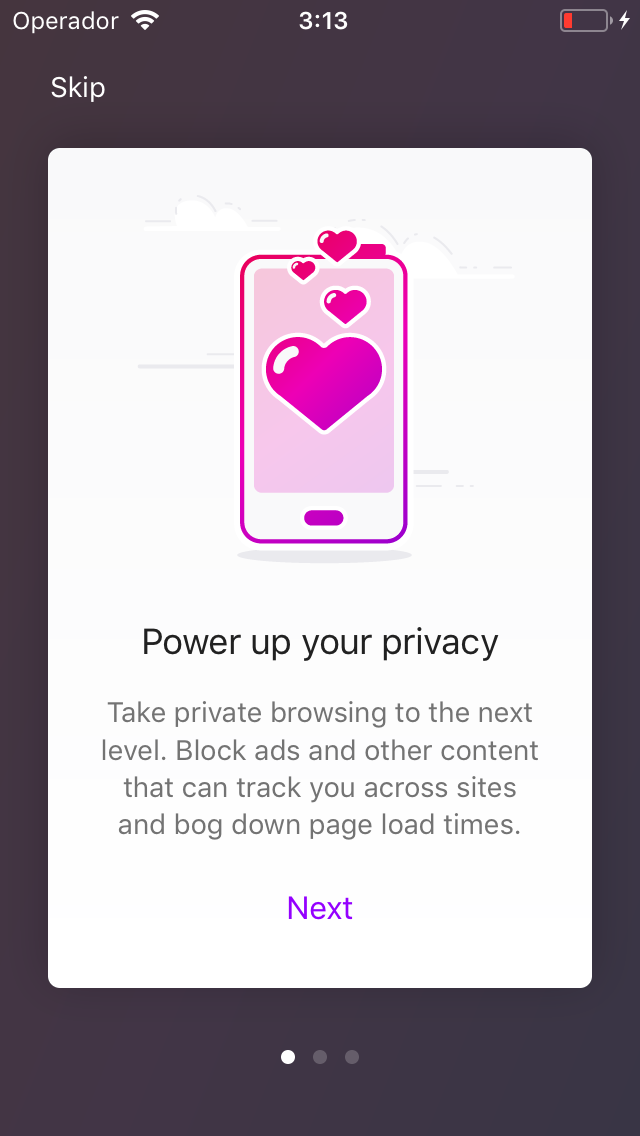 Operador 3:13
Skip
Power up your privacy
Take private browsing to the next
level. Block ads and other content
that can track you across sites
and bog down page load times.
Next